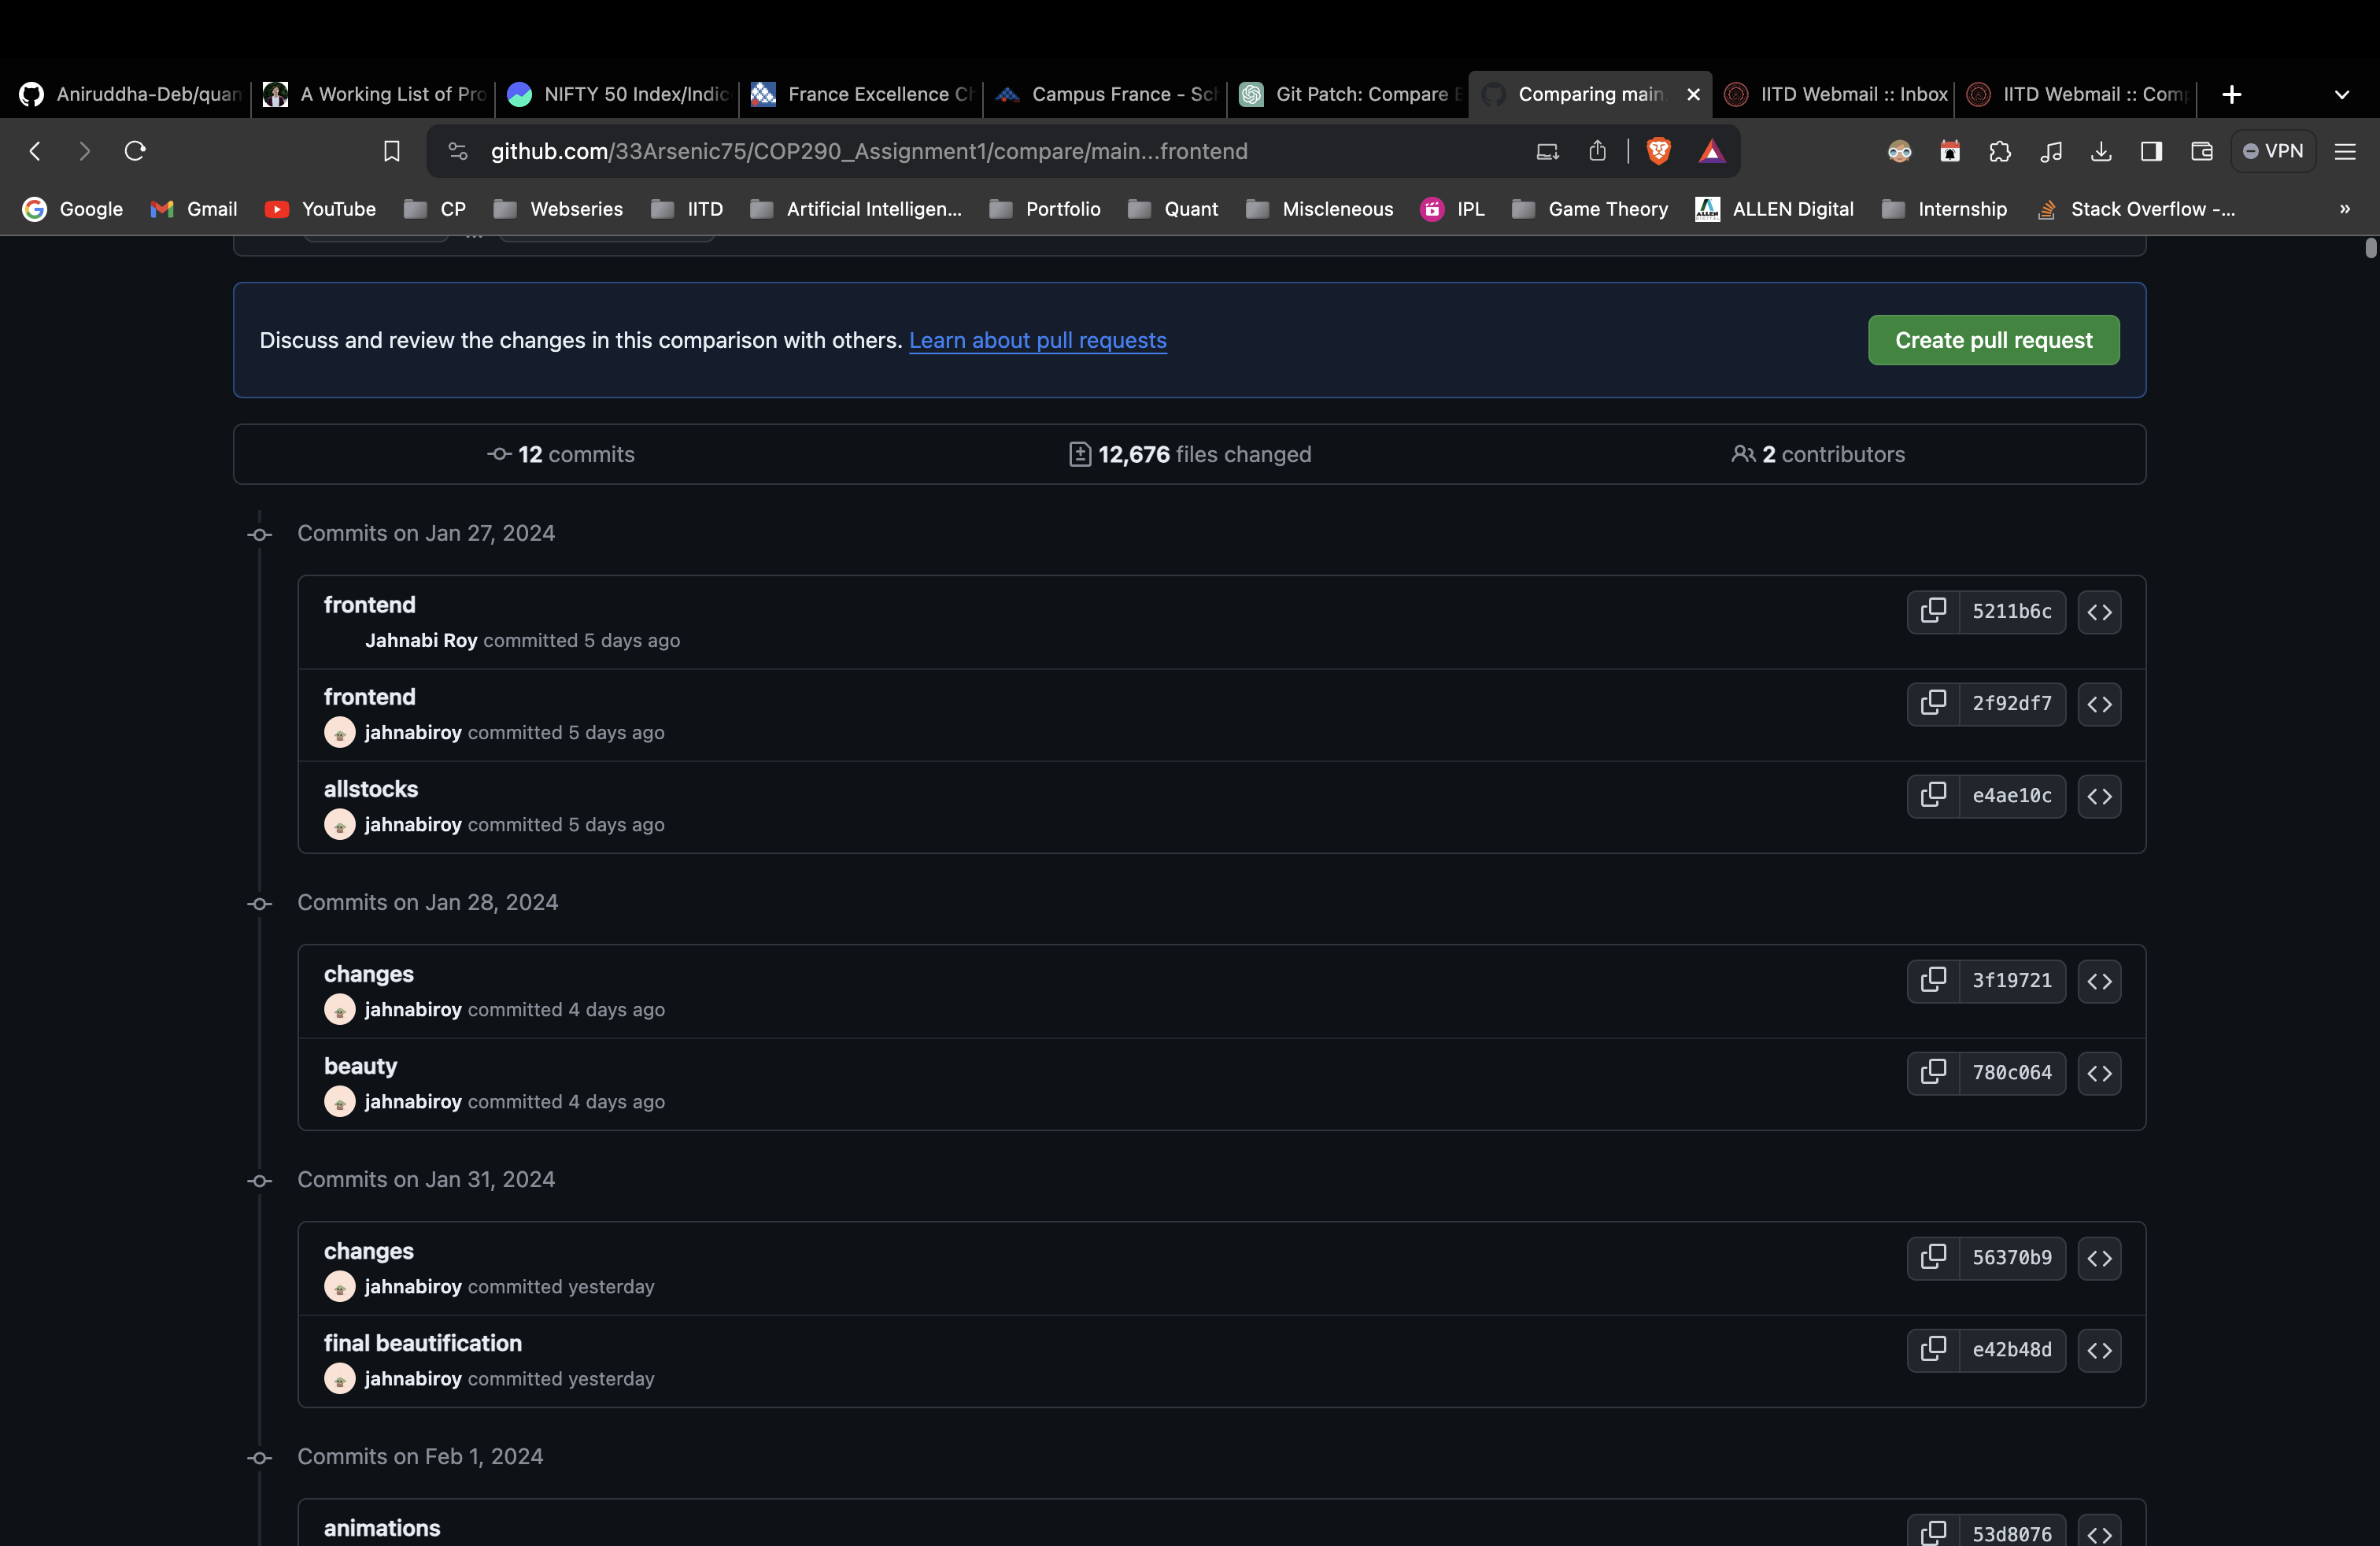 Aniruddha-Deb/quan
A Working List of Pro
NIFTY 50 Index/Indic
France Excellence Ch
Campus France - Sch
Git Patch: Compare B
Comparing main
IITD Webmail :: Inbox
IITD Webmail :: Comp
github.com/33Arsenic75/COP290_Assignment1/compare/main...frontend
VPN
Google
Gmail
YouTube
CP
Webseries
IITD
Artificial Intelligen...
Portfolio
Quant
Miscleneous
IPL
Game Theory
ALLEN Digital
Internship
Stack Overflow -...
»
Discuss and review the changes in this comparison with others. Learn about pull requests
Create pull request
12 commits
12,676 files changed
2 contributors
Commits on Jan 27, 2024
frontend
5211b6c
Jahnabi Roy committed 5 days ago
frontend
2f92df7
jahnabiroy committed 5 days ago
allstocks
e4ae10c
jahnabiroy committed 5 days ago
Commits on Jan 28, 2024
changes
3f19721
jahnabiroy committed 4 days ago
beauty
780c064
jahnabiroy committed 4 days ago
Commits on Jan 31, 2024
changes
56370b9
jahnabiroy committed yesterday
final beautification
e42b48d
jahnabiroy committed yesterday
Commits on Feb 1, 2024
animations
53d8076